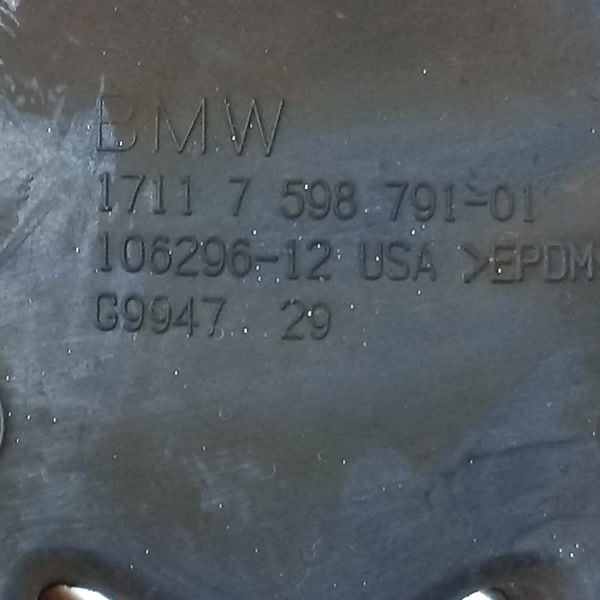 BMW
1711 7 598 791-01
106296-12 USA >EPDM<
G9947 29